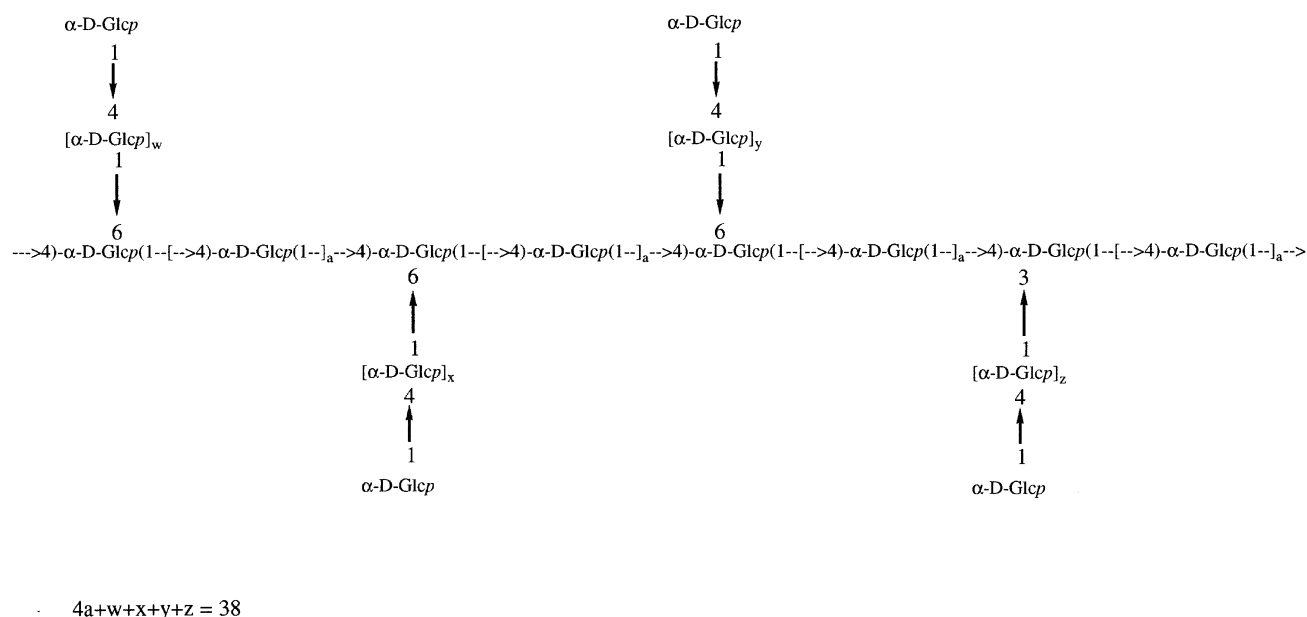 α-D-Glcp α-D-Glcp
1 1
4 4
[α-D-Glcp]w [α-D-Glcp]y
1 1
6 6
--->4)-α-D-Glcp(1--[-->4)-α-D-Glcp(1--]a-->4)-α-D-Glcp(1--[-->4)-α-D-Glcp(1--]a-->4)-α-D-Glcp(1--[-->4)-α-D-Glcp(1--]a-->4)-α-D-Glcp(1--[-->4)-α-D-Glcp(1--]a-->
6 3
1 1
[α-D-Glcp]x [α-D-Glcp]z
4 4
1 1
α-D-Glcp α-D-Glcp
4a+w+x+y+z = 38